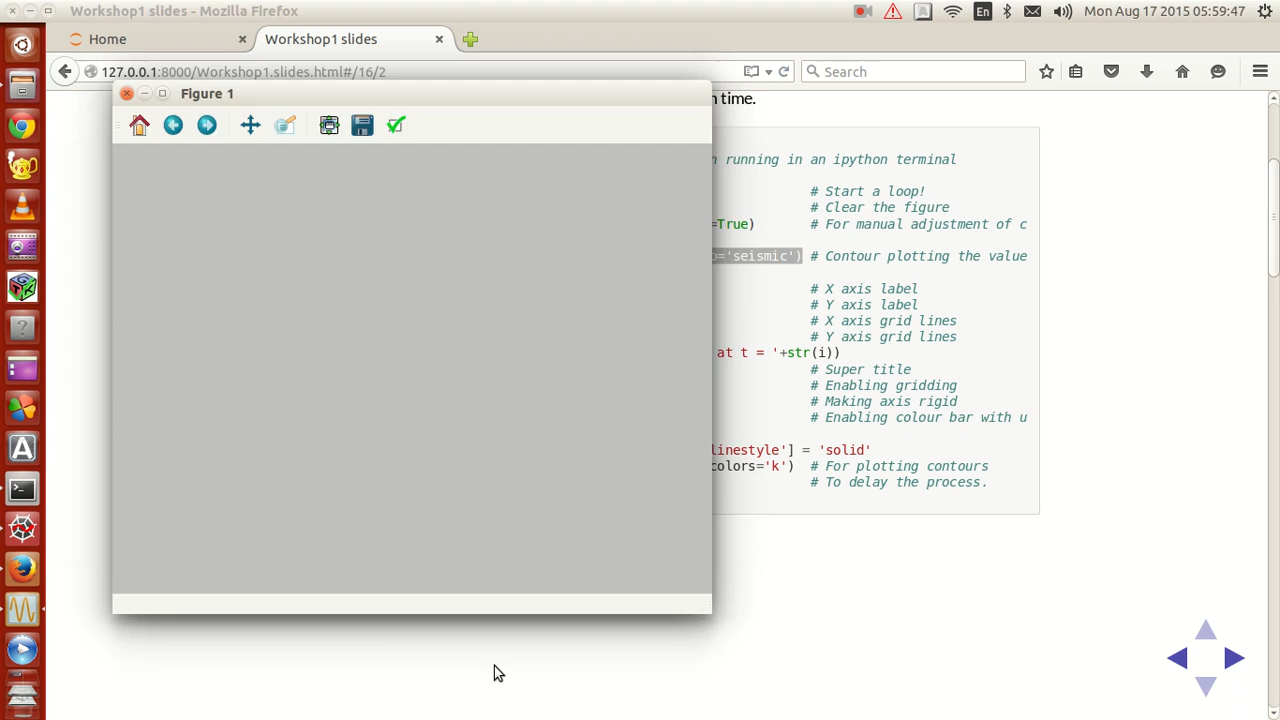 Workshop1 slides - Mozilla Firefox
En
Mon Aug 17 2015 05:59:47
Home
Workshop1 slides
127.0.0.1:8000/Workshop1.slides.html#/16/2
Search
Figure 1
n time.
n running in an ipython terminal
# Start a loop!
# Clear the figure
=True) # For manual adjustment of c
p='seismic') # Contour plotting the value
# X axis label
# Y axis label
# X axis grid lines
# Y axis grid lines
at t = '+str(i))
# Super title
# Enabling gridding
# Making axis rigid
# Enabling colour bar with u
linestyle'] = 'solid'
colors='k') # For plotting contours
# To delay the process.